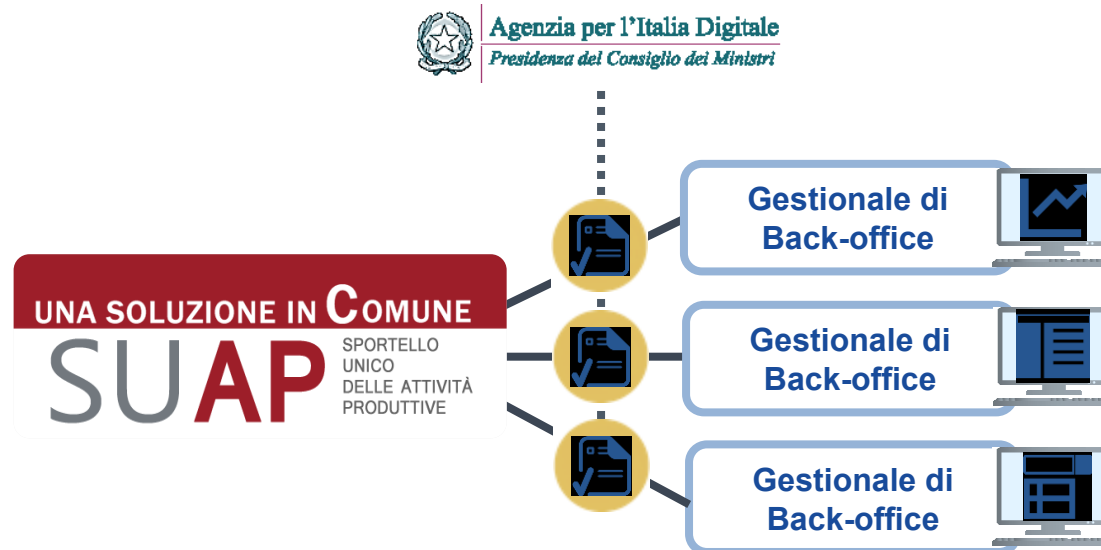 Agenzia per l'Italia Digitale
Presidenza del Consiglio dei Ministri
Gestionale di
Back-office
UNA SOLUZIONE IN COMUNE
SUAP
SPORTELLO
UNICO
DELLE ATTIVITÀ
PRODUTTIVE
Gestionale di
Back-office
Gestionale di
Back-office